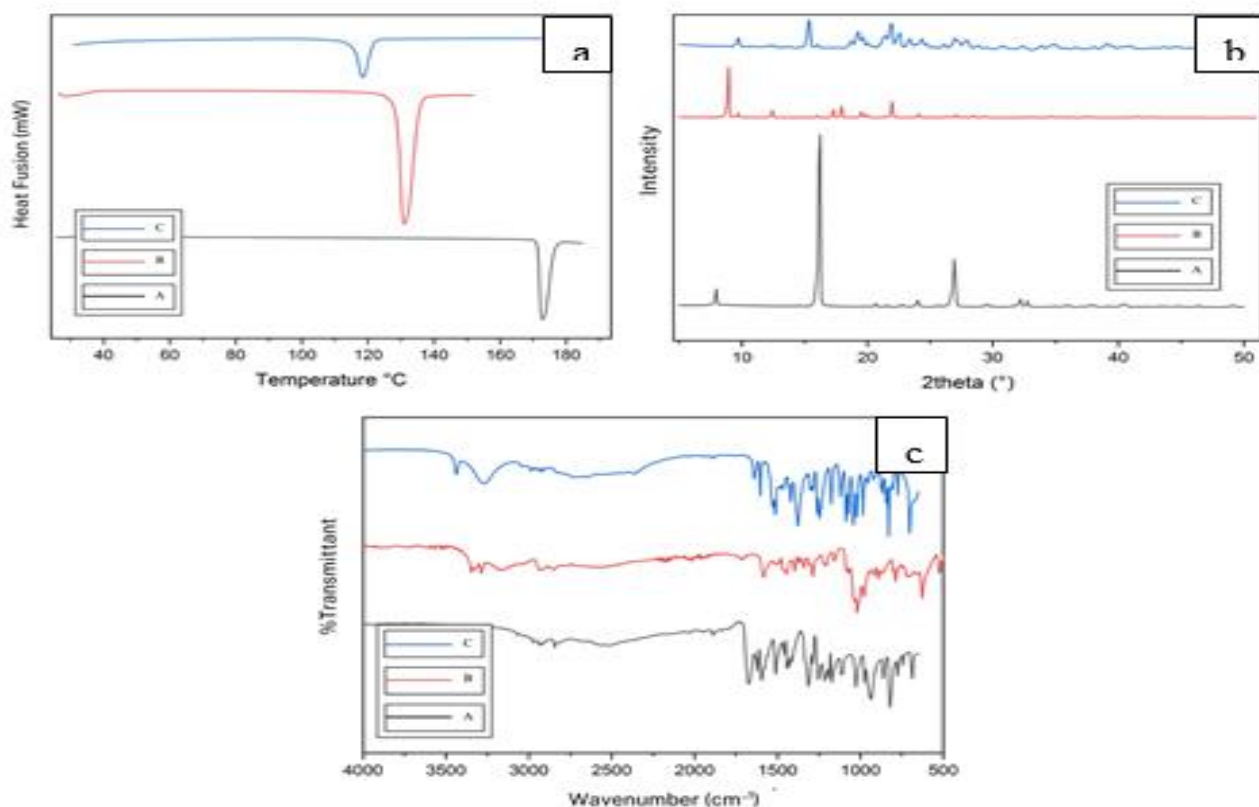 a
Heat Fusion (mW)
C
B
A
40 60 80 100 120 140 160 180
Temperature °C
b
Intensity
C
B
A
10 20 30 40 50
2theta (°)
c
%Transmittant
C
B
A
4000 3500 3000 2500 2000 1500 1000 500
Wavenumber (cm⁻¹)